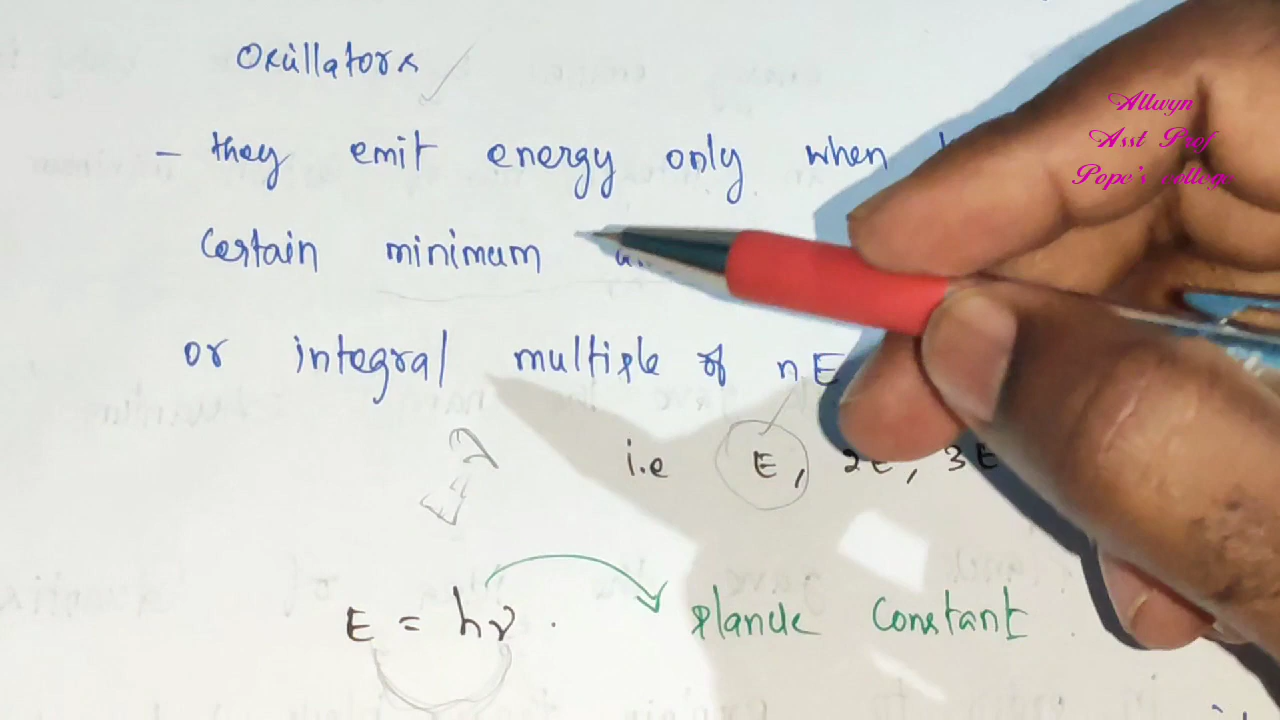 Oscillators
Allwyn
Asst Prof
Pope's college
- they emit energy only when
Certain minimum
or integral multiple of nE
i.e E, 2E, 3E
E = hν .
planck Constant